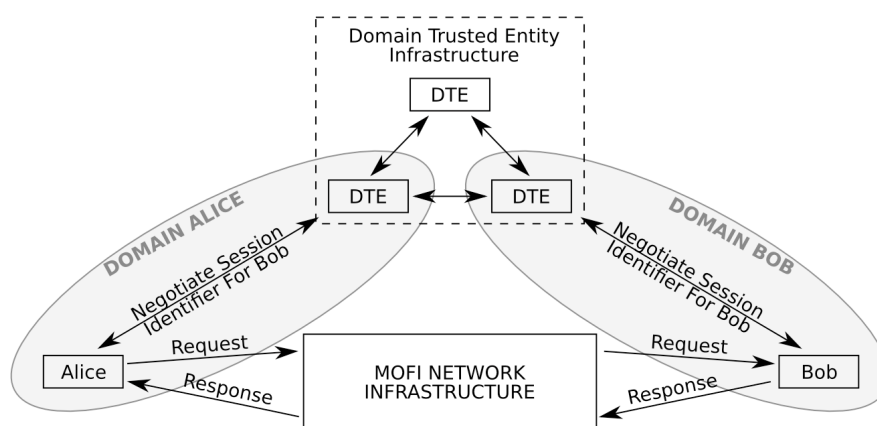 Domain Trusted Entity
Infrastructure
DTE
DTE
DTE
DOMAIN ALICE
DOMAIN BOB
Negotiate Session
Identifier For Bob
Negotiate Session
Identifier For Bob
Alice
Request
Response
MOFI NETWORK
INFRASTRUCTURE
Request
Response
Bob